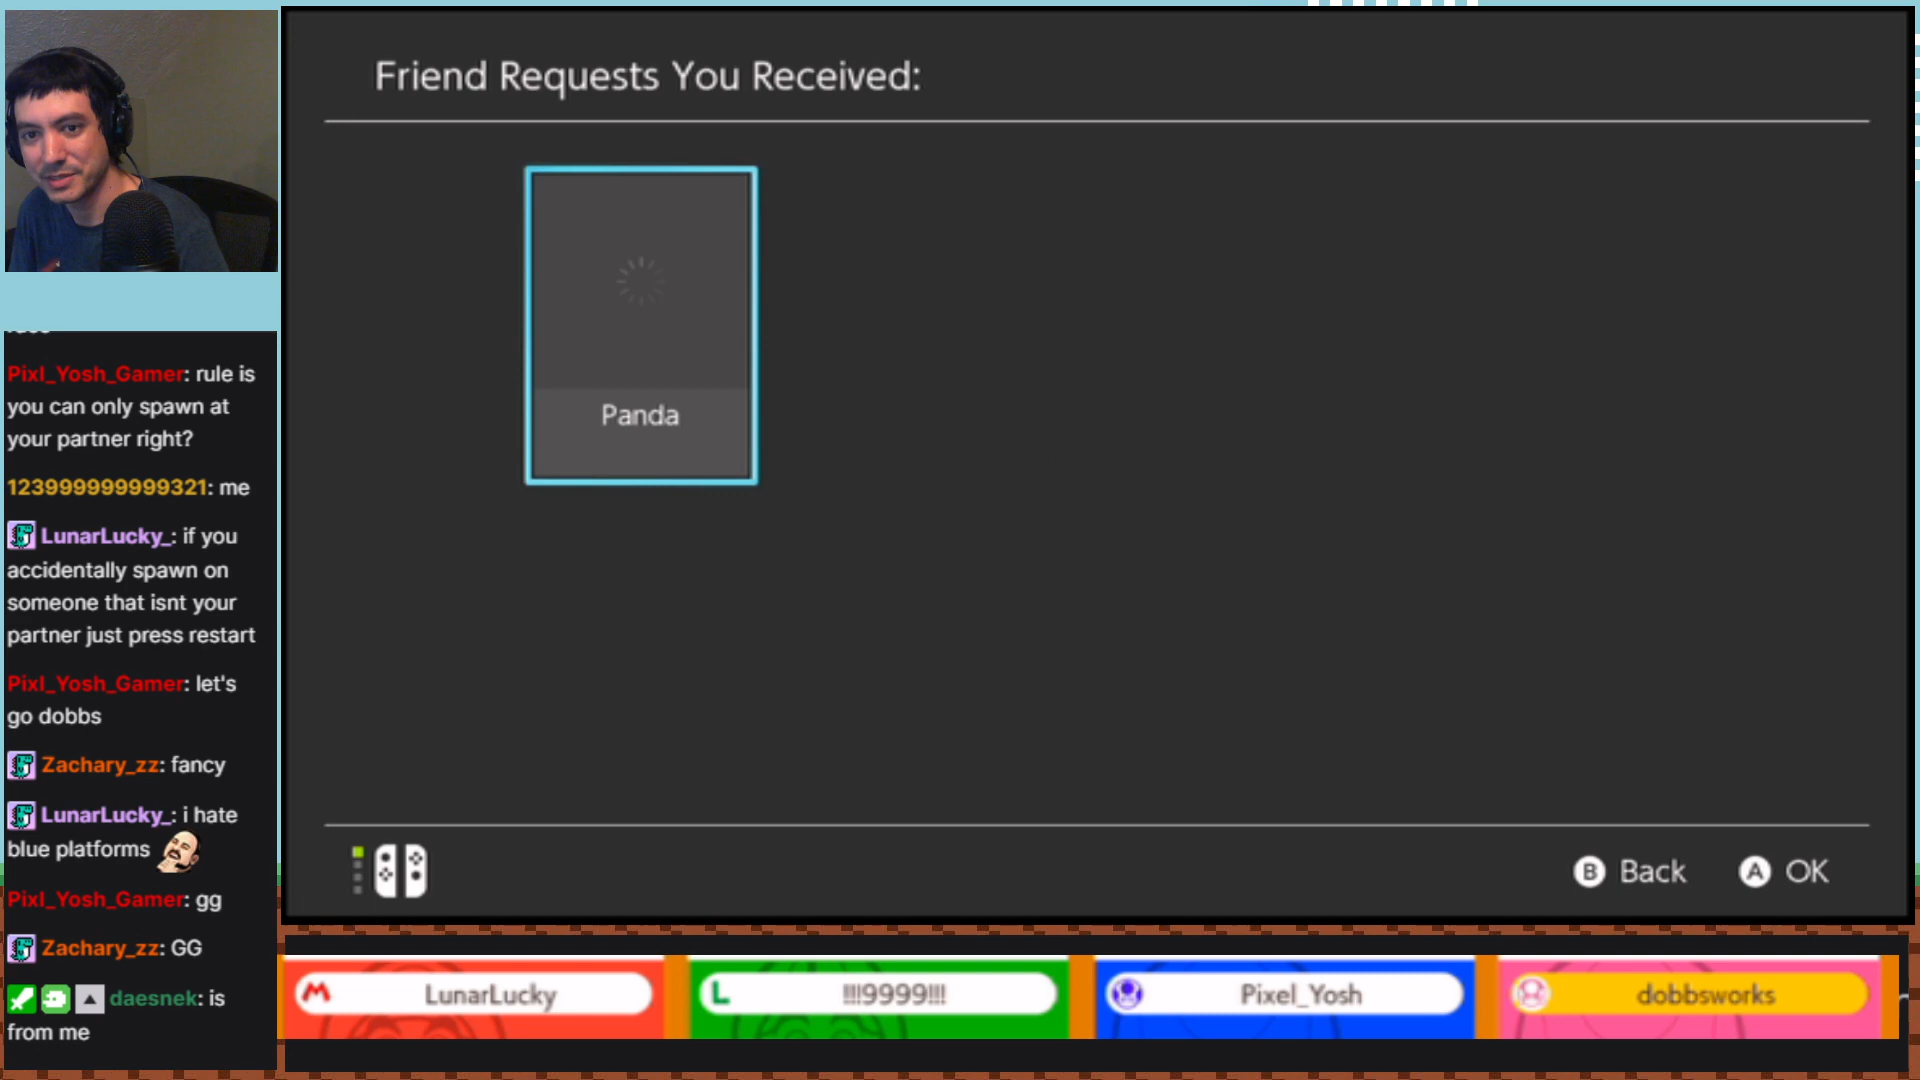 Friend Requests You Received:
Panda
B Back A OK
Pixl_Yosh_Gamer: rule is
you can only spawn at
your partner right?
123999999999321: me
LunarLucky_: if you
accidentally spawn on
someone that isnt your
partner just press restart
Pixl_Yosh_Gamer: let's
go dobbs
Zachary_zz: fancy
LunarLucky_: i hate
blue platforms
Pixl_Yosh_Gamer: gg
Zachary_zz: GG
daesnek: is
from me
M LunarLucky
L !!!9999!!!
Pixel_Yosh
dobbsworks